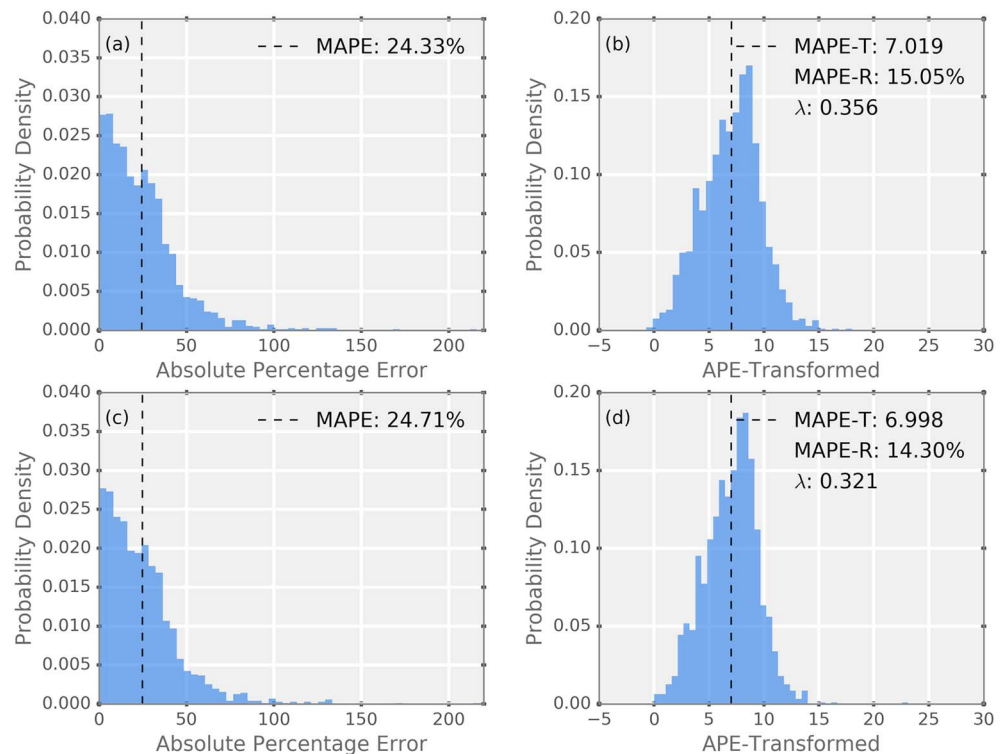 (a)
MAPE: 24.33%
Probability Density
0.040
0.035
0.030
0.025
0.020
0.015
0.010
0.005
0.000
0
50
100
150
200
Absolute Percentage Error
(b)
MAPE-T: 7.019
MAPE-R: 15.05%
λ: 0.356
Probability Density
0.20
0.15
0.10
0.05
0.00
−5
0
5
10
15
20
25
30
APE-Transformed
(c)
MAPE: 24.71%
Probability Density
0.040
0.035
0.030
0.025
0.020
0.015
0.010
0.005
0.000
0
50
100
150
200
Absolute Percentage Error
(d)
MAPE-T: 6.998
MAPE-R: 14.30%
λ: 0.321
Probability Density
0.20
0.15
0.10
0.05
0.00
−5
0
5
10
15
20
25
30
APE-Transformed